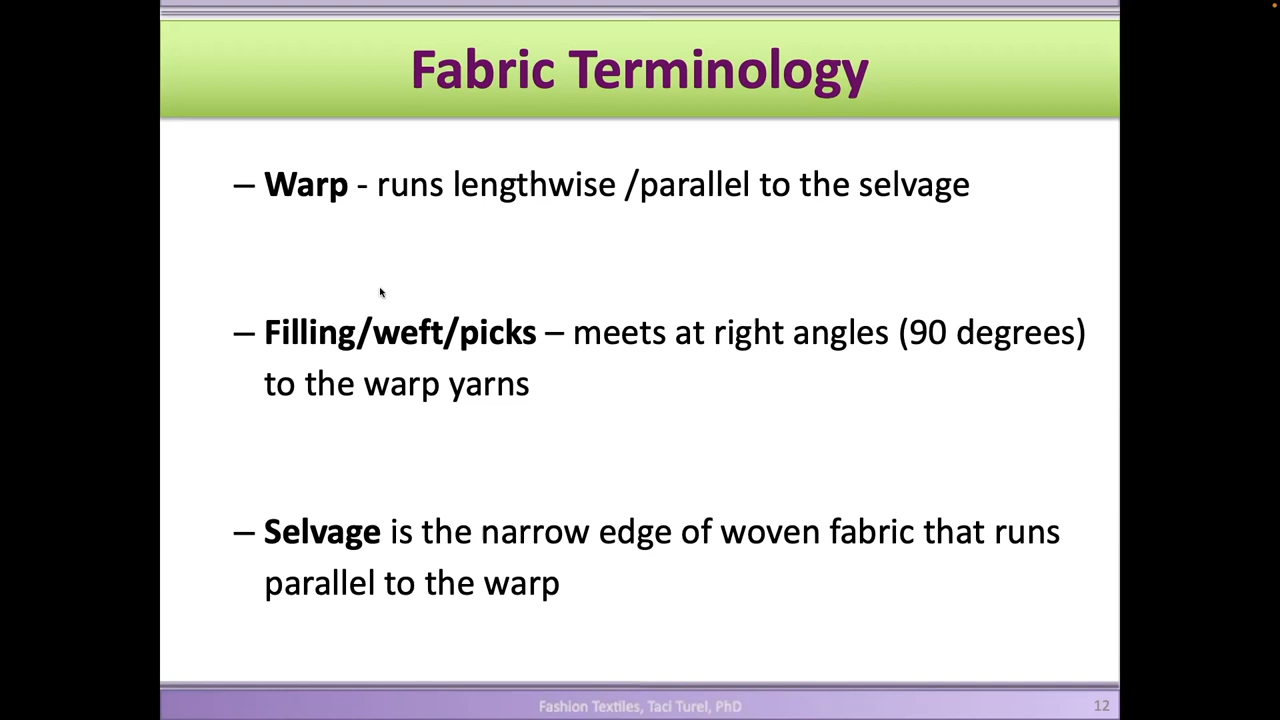 Fabric Terminology
– Warp - runs lengthwise /parallel to the selvage
– Filling/weft/picks – meets at right angles (90 degrees)
to the warp yarns
– Selvage is the narrow edge of woven fabric that runs
parallel to the warp
Fashion Textiles, Taci Turel, PhD
12